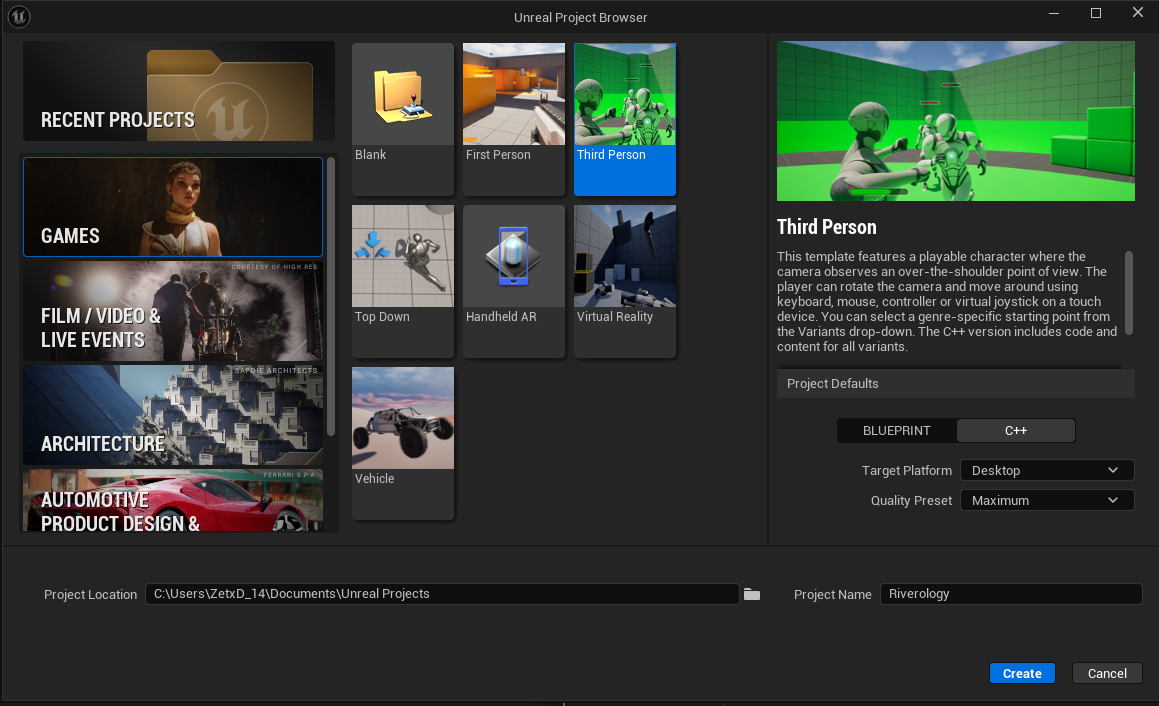 Unreal Project Browser
RECENT PROJECTS
GAMES
COURTESY OF HIGH RES
FILM / VIDEO &
LIVE EVENTS
SAFDIE ARCHITECTS
ARCHITECTURE
FERRARI S.P.A.
AUTOMOTIVE
PRODUCT DESIGN &
Blank
First Person
Third Person
Top Down
Handheld AR
Virtual Reality
Vehicle
Third Person
This template features a playable character where the
camera observes an over-the-shoulder point of view. The
player can rotate the camera and move around using
keyboard, mouse, controller or virtual joystick on a touch
device. You can select a genre-specific starting point from
the Variants drop-down. The C++ version includes code and
content for all variants.
Project Defaults
BLUEPRINT
C++
Target Platform
Desktop
Quality Preset
Maximum
Project Location
C:\Users\ZetxD_14\Documents\Unreal Projects
Project Name
Riverology
Create
Cancel